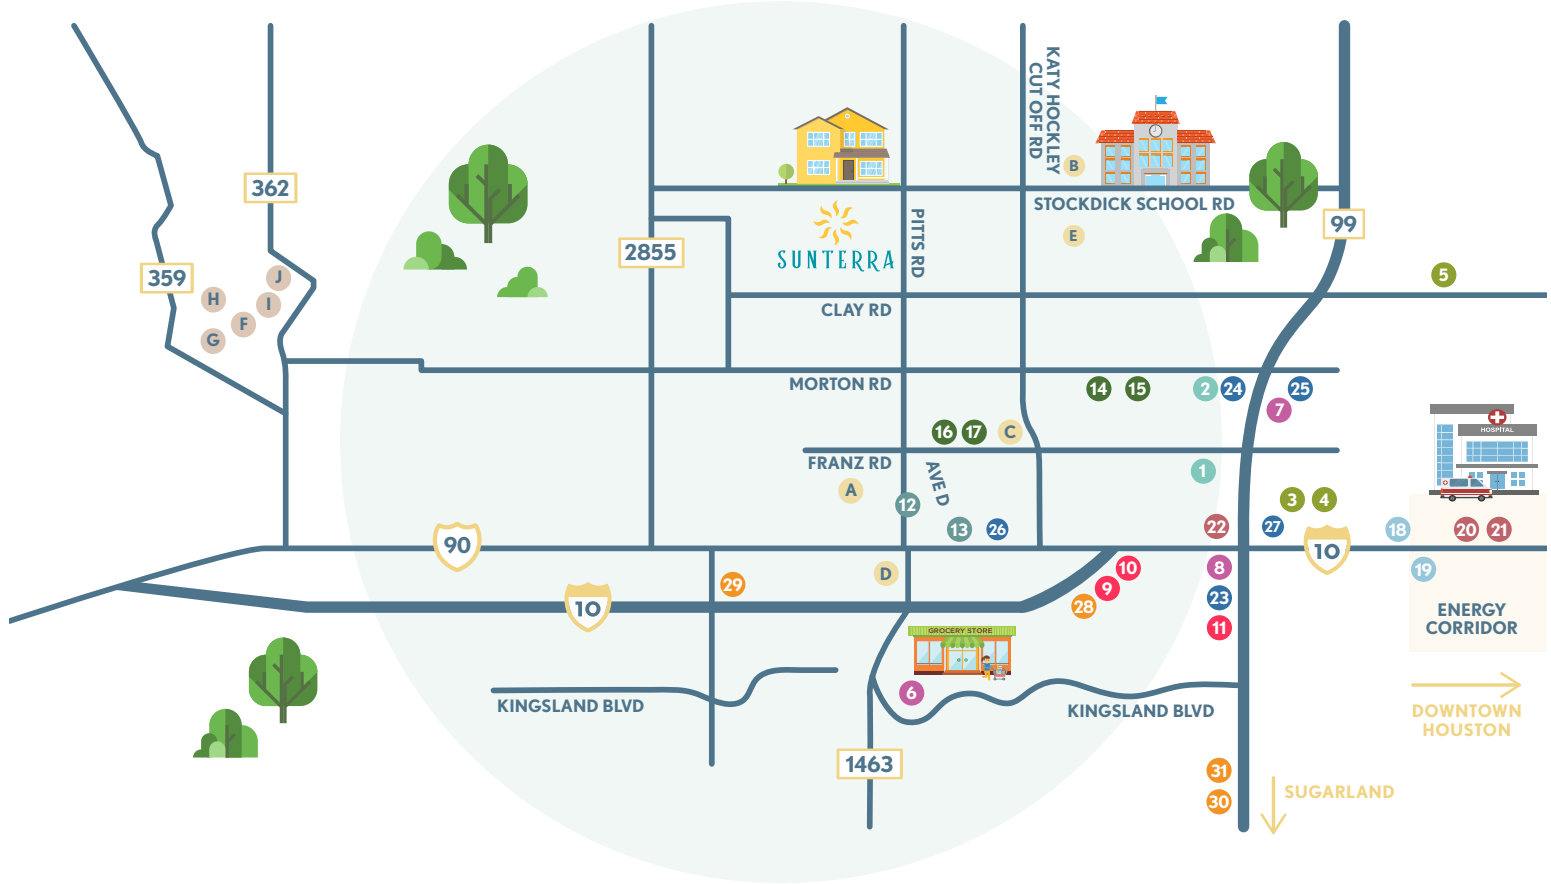 KATY HOCKLEY
CUT OFF RD
B
362
STOCKDICK SCHOOL RD
99
PITTS RD
E
2855
SUNTERRA
359
J
H
I
F
G
5
CLAY RD
MORTON RD
14
15
2
24
25
7
16
17
C
HOSPITAL
FRANZ RD
AVE D
1
A
12
3
4
13
26
22
27
18
20
21
90
10
D
8
10
19
29
9
23
10
28
ENERGY
CORRIDOR
11
GROCERY STORE
6
KINGSLAND BLVD
KINGSLAND BLVD
DOWNTOWN
HOUSTON
1463
31
30
SUGARLAND